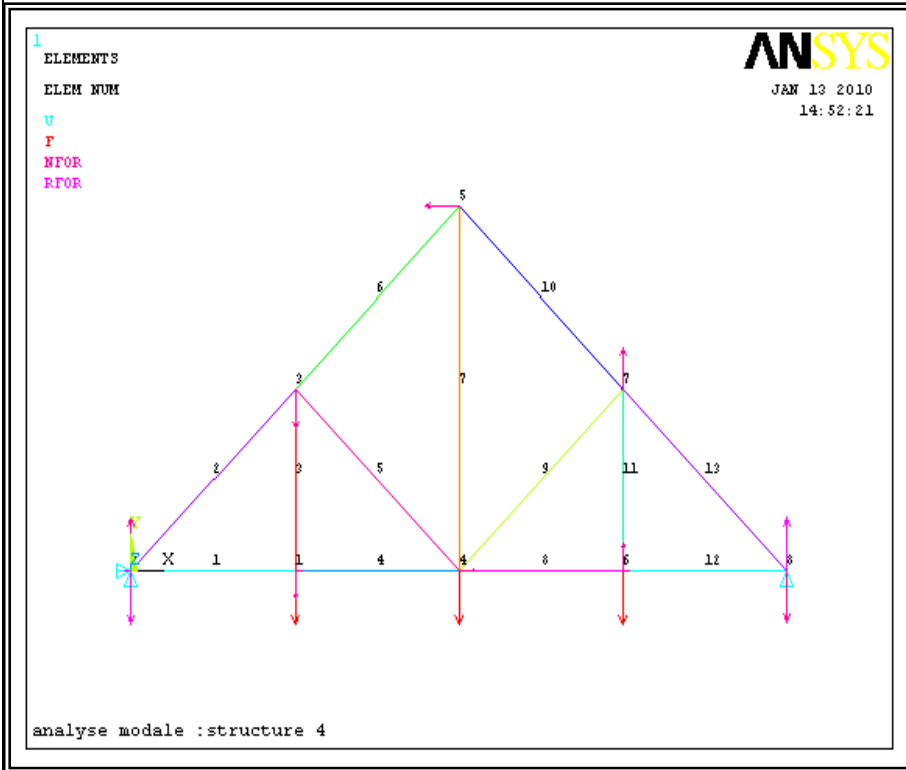 1
ELEMENTS
ELEM NUM
U
F
NFOR
RFOR
ANSYS
JAN 13 2010
14:52:21
5
6
10
3
7
7
2
3
5
9
11
13
Y
Z X
1
1
4
4
8
6
12
8
analyse modale :structure 4